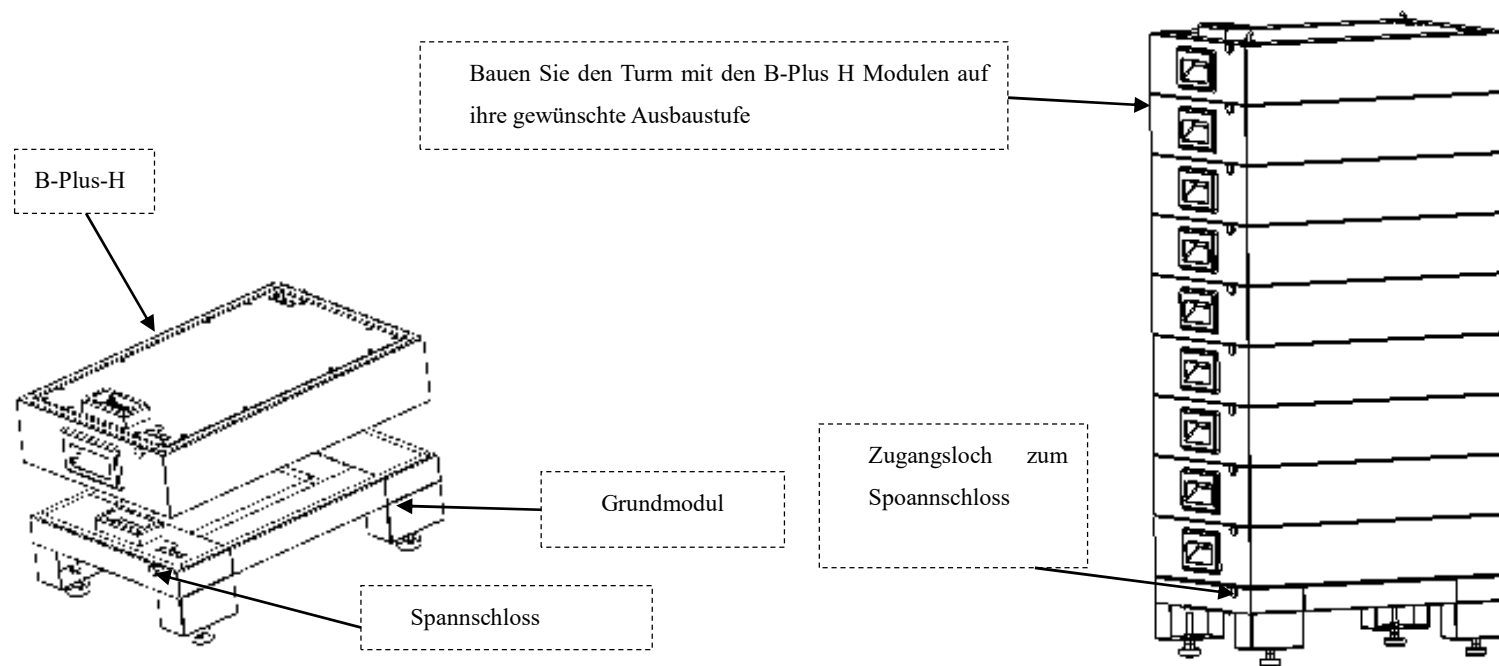 Bauen Sie den Turm mit den B-Plus H Modulen auf
ihre gewünschte Ausbaustufe
B-Plus-H
Zugangsloch zum
Spoannschloss
Grundmodul
Spannschloss